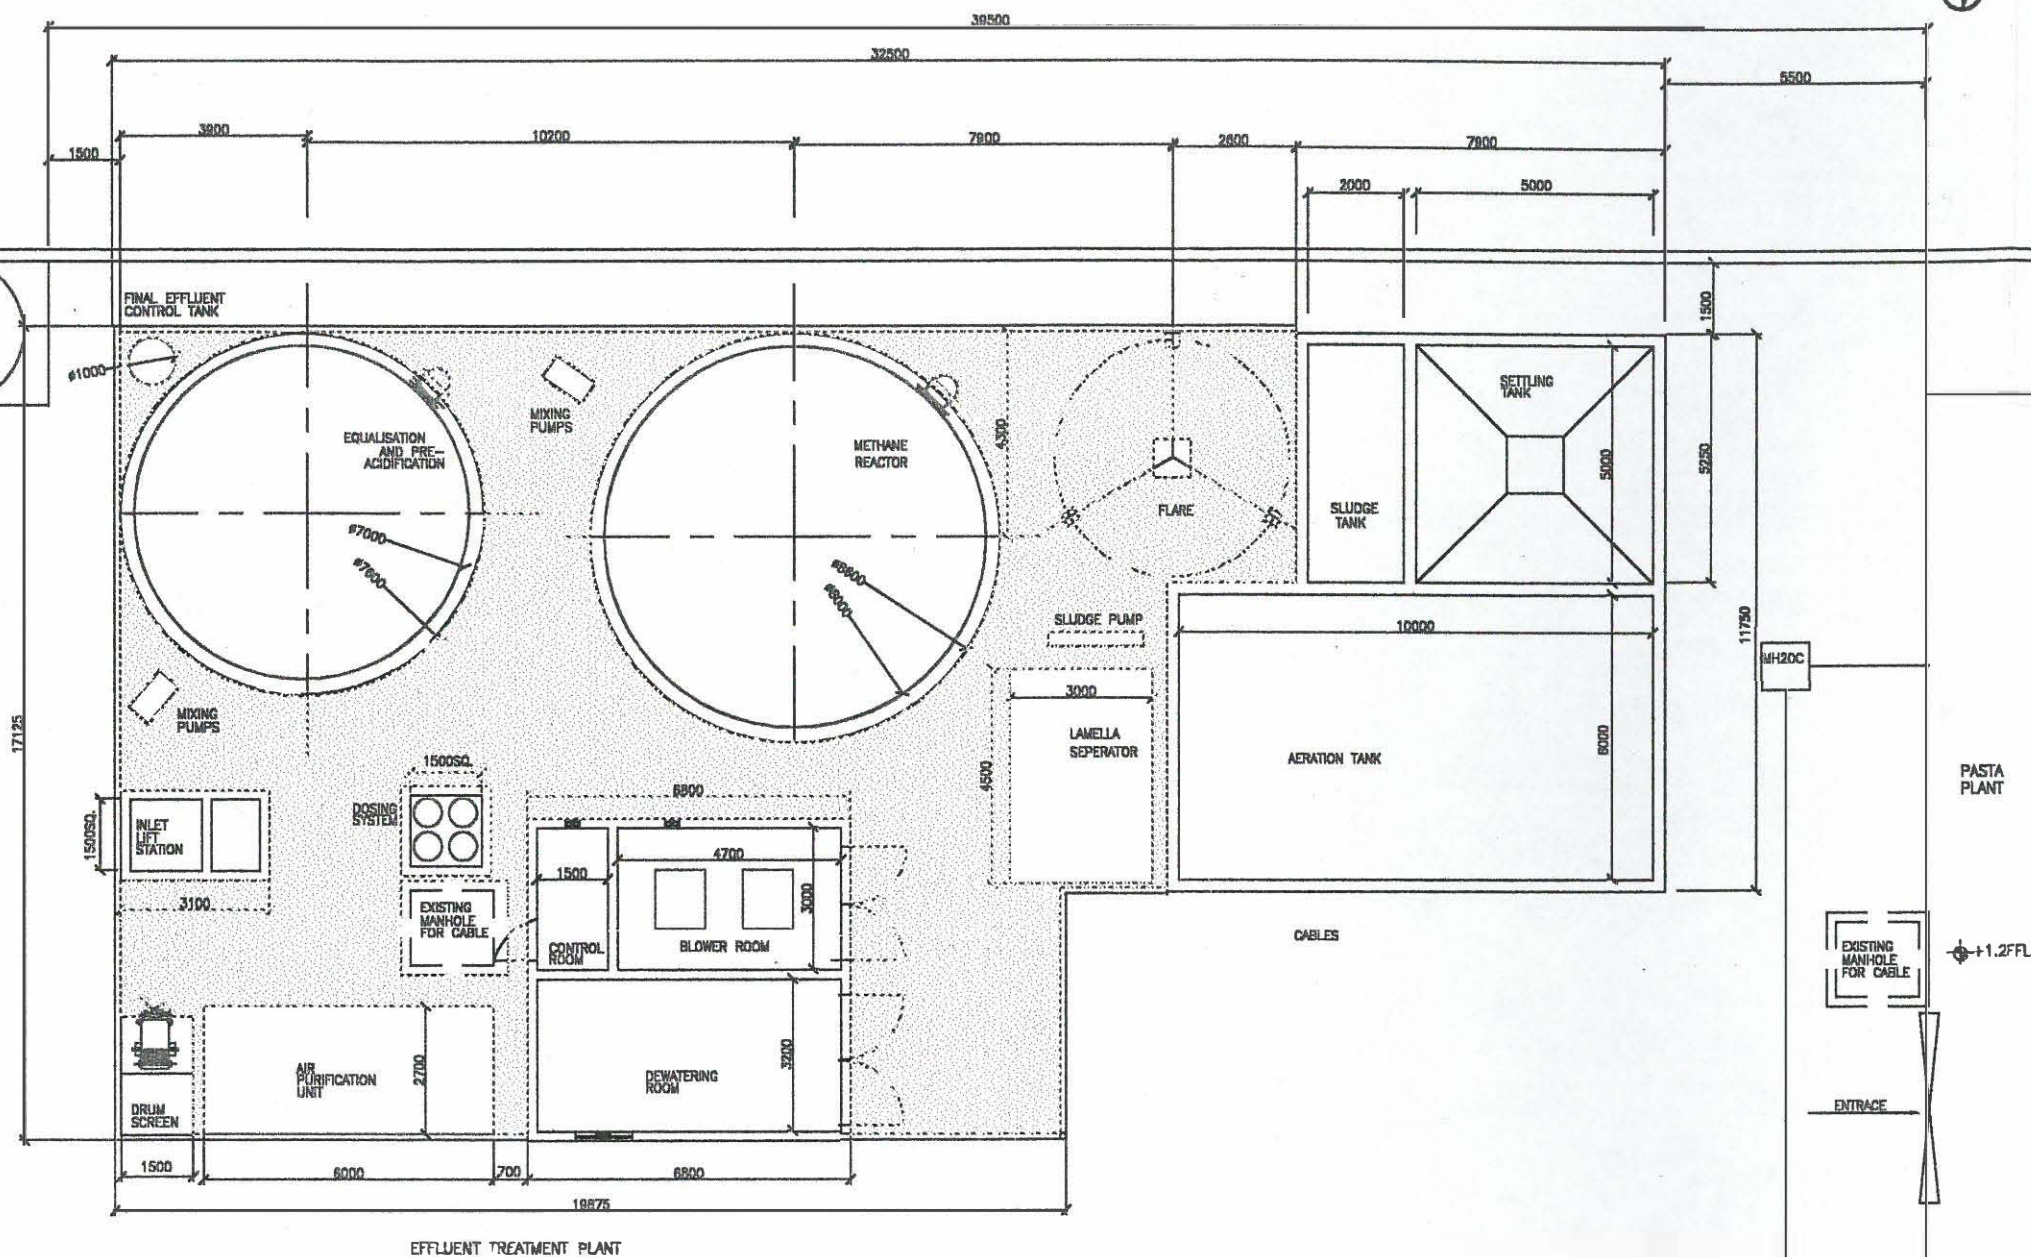 39500
32500
5500
3900
10200
7900
2600
7900
1500
2000
5000
FINAL EFFLUENT
CONTROL TANK
1500
ø1000
MIXING
PUMPS
EQUALISATION
AND PRE-
ACIDIFICATION
METHANE
REACTOR
4300
SETTLING
TANK
5000
5250
FLARE
SLUDGE
TANK
ø7000
ø7600
ø8000
SLUDGE PUMP
10000
11750
MH20C
3000
MIXING
PUMPS
17125
LAMELLA
SEPERATOR
AERATION TANK
6000
PASTA
PLANT
1500SQ.
4500
6800
DOSING
SYSTEM
INLET
LIFT
STATION
1500SQ.
4700
1500
3000
3100
EXISTING
MANHOLE
FOR CABLE
CONTROL
ROOM
BLOWER ROOM
CABLES
EXISTING
MANHOLE
FOR CABLE
+1.2FFL
AIR
PURIFICATION
UNIT
2700
DEWATERING
ROOM
3200
DRUM
SCREEN
ENTRACE
1500
6000
700
6800
19875
EFFLUENT TREATMENT PLANT